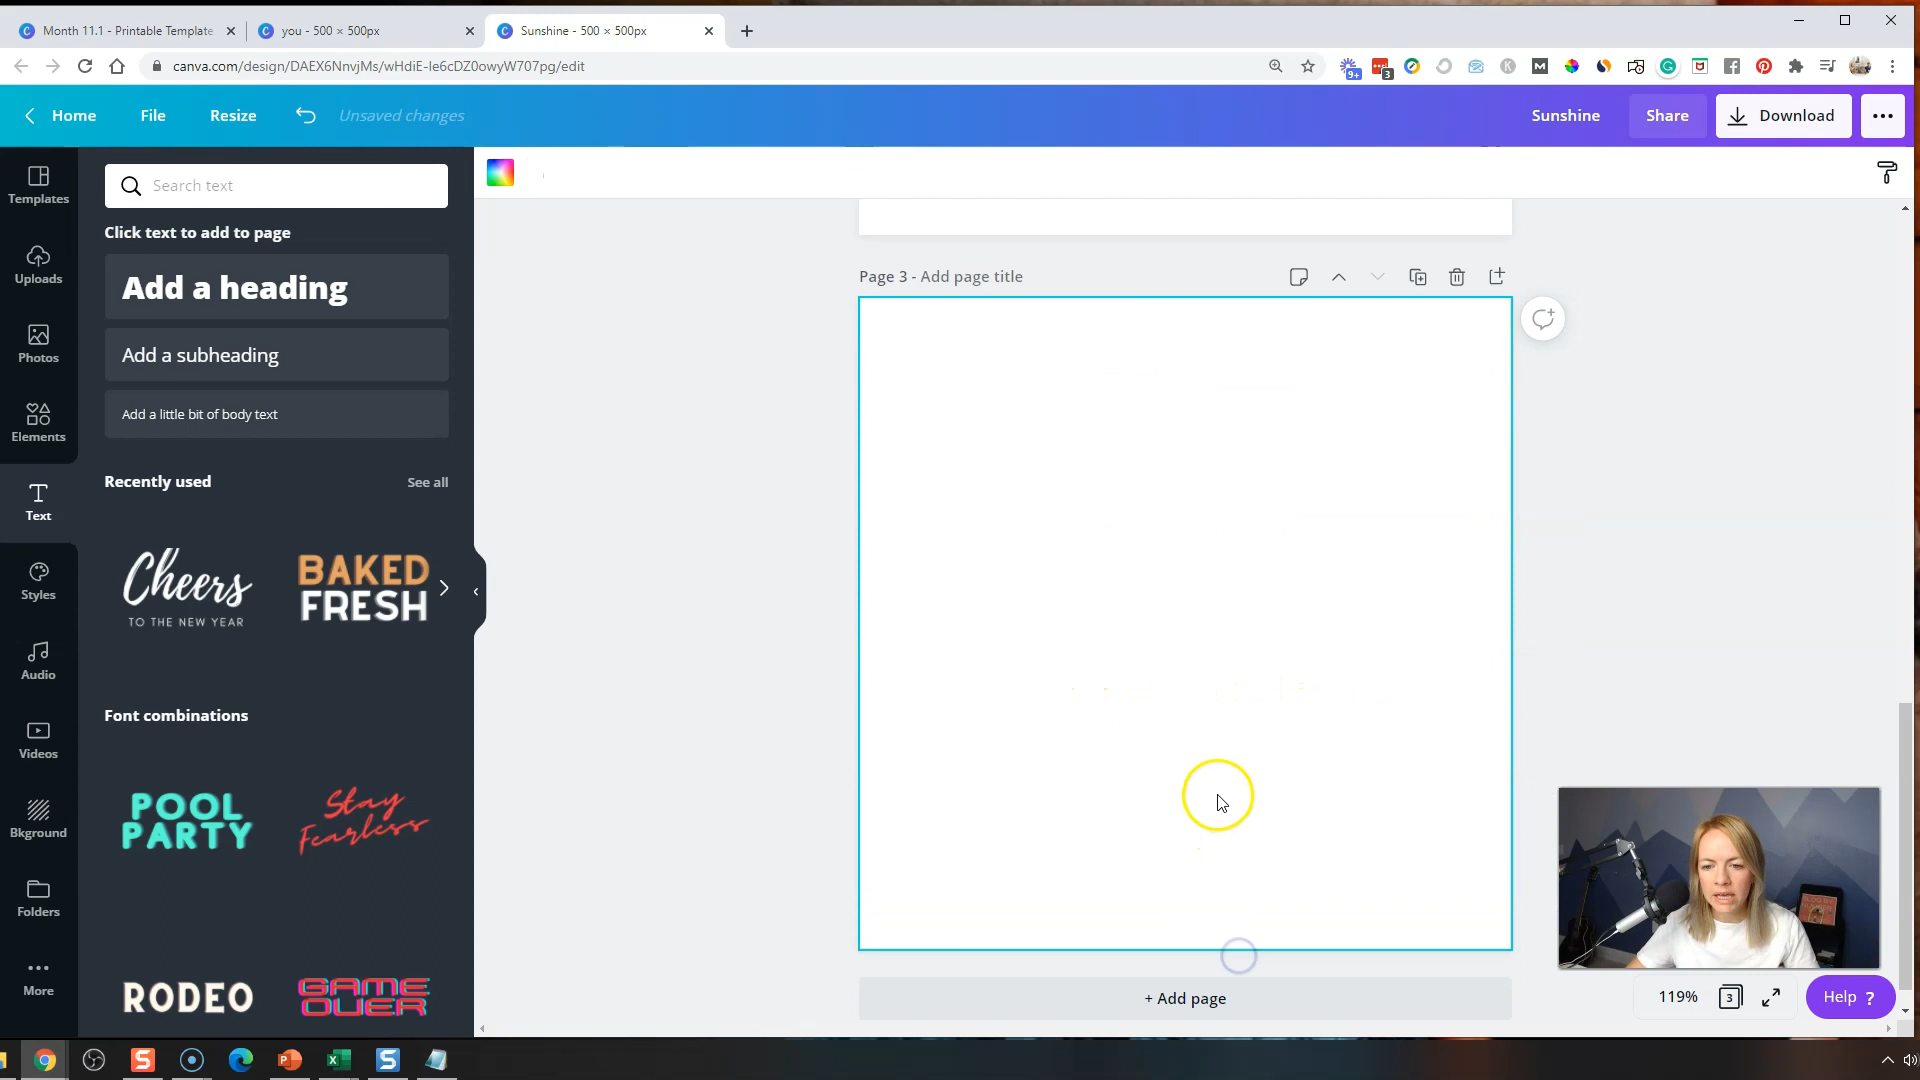 Month 11.1 - Printable Template
you - 500 × 500px
Sunshine - 500 × 500px
canva.com/design/DAEX6NnvjMs/wHdiE-Ie6cDZ0owyW707pg/edit
9+
3
Home
File
Resize
Unsaved changes
Sunshine
Share
Download
Templates
Uploads
Photos
Elements
Text
Styles
Audio
Videos
Bkground
Folders
More
Search text
Click text to add to page
Add a heading
Add a subheading
Add a little bit of body text
Recently used
See all
Cheers
TO THE NEW YEAR
BAKED
FRESH
Font combinations
POOL
PARTY
Stay
Fearless
RODEO
GAME
OVER
Page 3 - Add page title
+ Add page
119%
3
Help ?